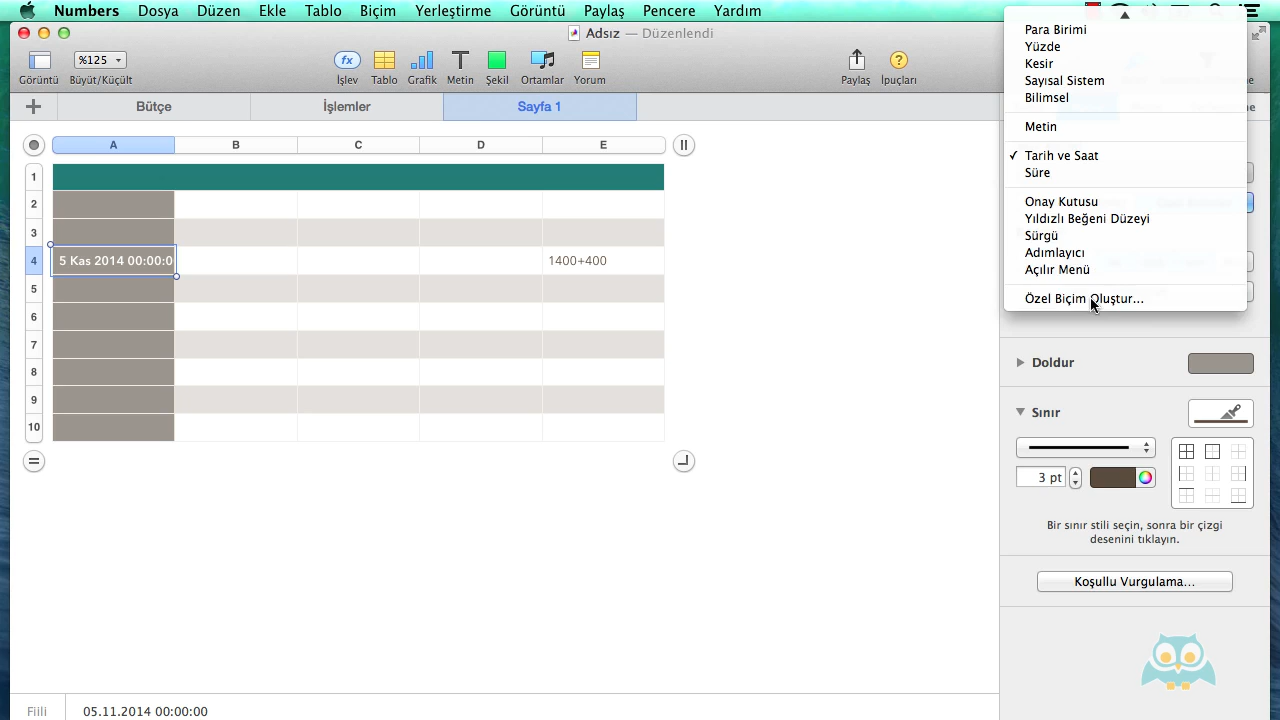 Numbers Dosya Düzen Ekle Tablo Biçim Yerleştirme Görüntü Paylaş Pencere Yardım
Adsız — Düzenlendi
%125
Görüntü Büyüt/Küçült İşlev Tablo Grafik Metin Şekil Ortamlar Yorum Paylaş İpuçları
Bütçe İşlemler Sayfa 1
A B C D E
1
2
3
4 5 Kas 2014 00:00:0 1400+400
5
6
7
8
9
10
Para Birimi
Yüzde
Kesir
Sayısal Sistem
Bilimsel
Metin
✓ Tarih ve Saat
Süre
Onay Kutusu
Yıldızlı Beğeni Düzeyi
Sürgü
Adımlayıcı
Açılır Menü
Özel Biçim Oluştur...
Doldur
Sınır
3 pt
Bir sınır stili seçin, sonra bir çizgi
desenini tıklayın.
Koşullu Vurgulama...
Fiili 05.11.2014 00:00:00